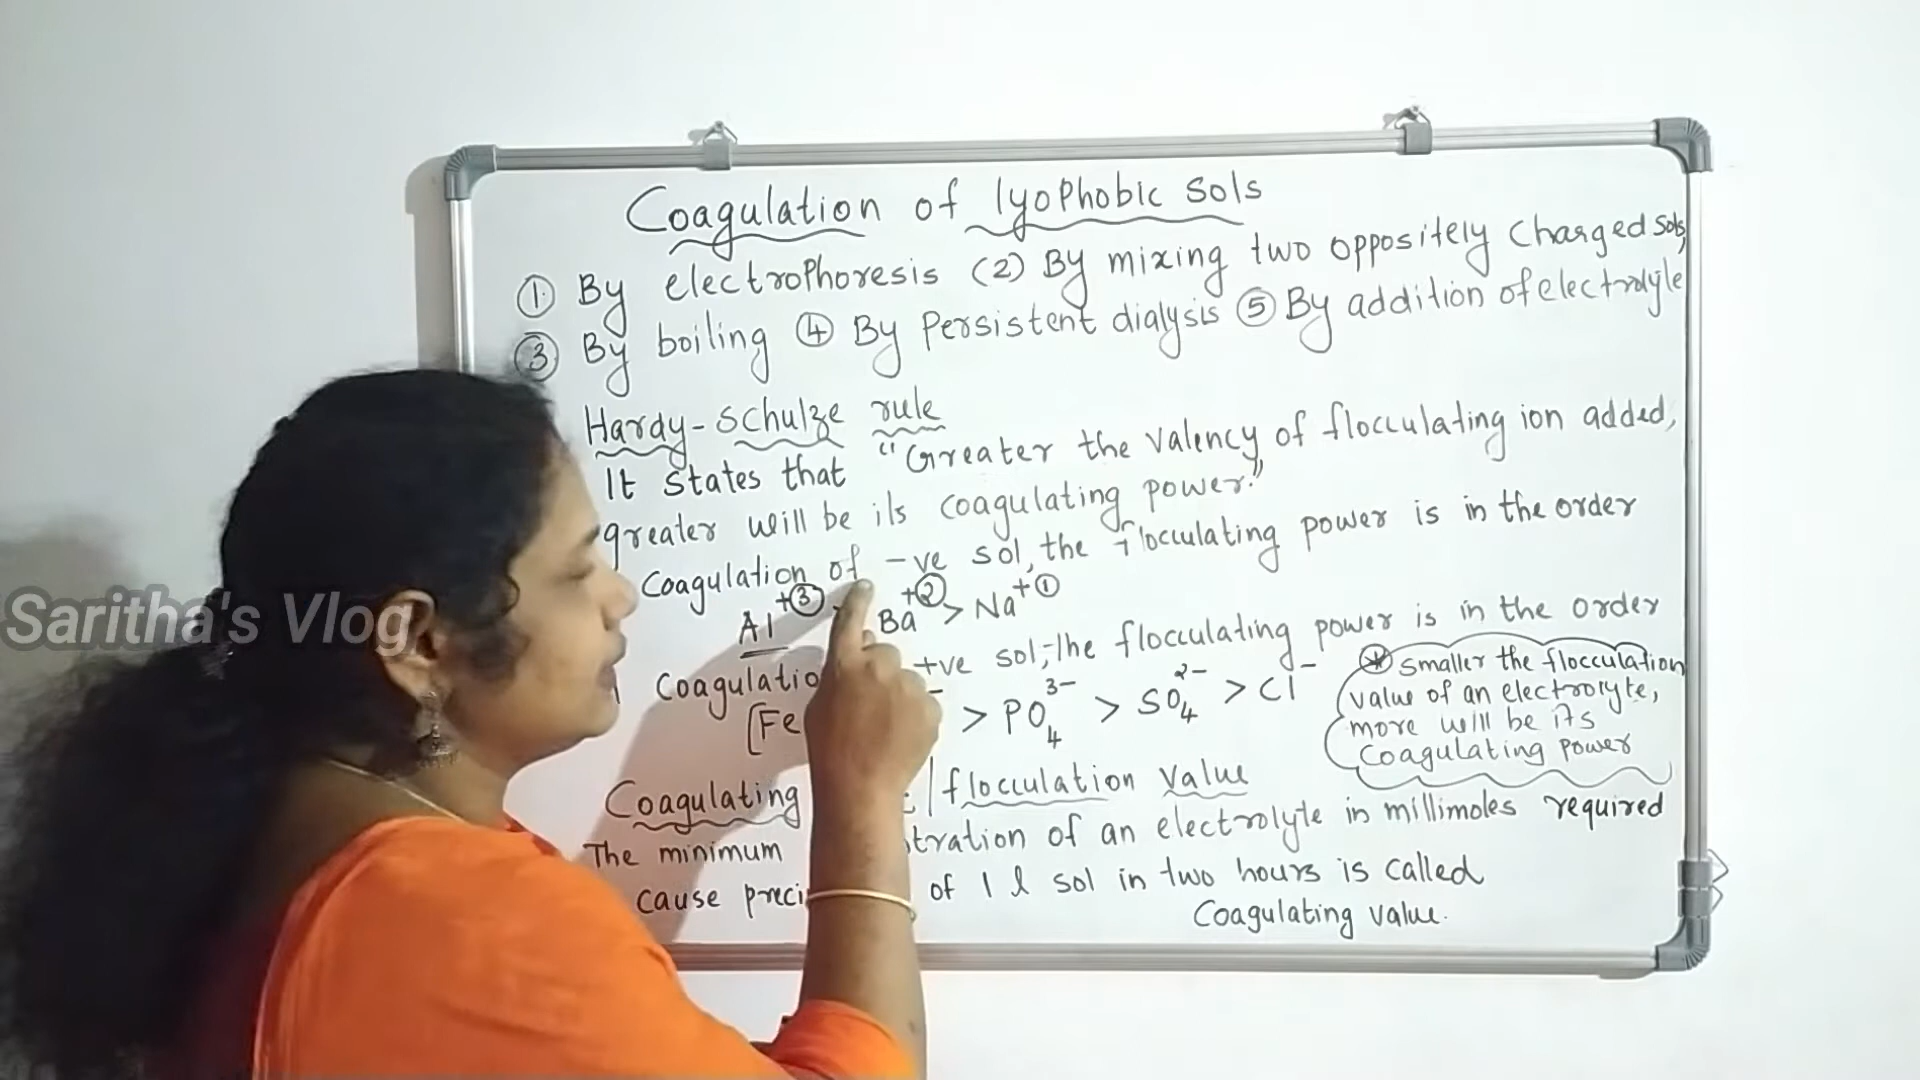 Coagulation of lyophobic sols
① By electrophoresis (2) By mixing two oppositely charged sols,
③ By boiling ④ By Persistent dialysis ⑤ By addition of electrolyte
Hardy-Schulze rule
It states that "Greater the valency of flocculating ion added,
greater will be its coagulating power."
Coagulation of -ve sol, the flocculating power is in the order
Al+③ Ba+② > Na+①
Coagulatio +ve sol, the flocculating power is in the order
[Fe - > PO₄³⁻ > SO₄²⁻ > Cl⁻
* smaller the flocculation
value of an electrolyte,
more will be its
Coagulating power
Coagulating / flocculation value
The minimum tration of an electrolyte in millimoles required
cause preci of 1 l sol in two hours is called
Coagulating value.
Saritha's Vlog